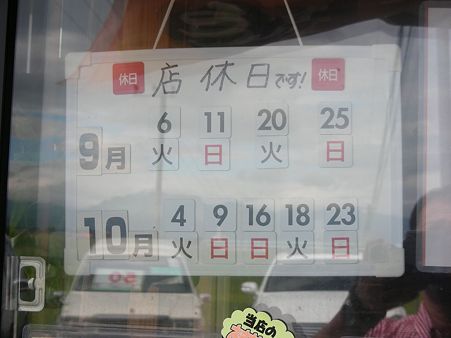 休日 店休日です! 休日
6 11 20 25
9月 火 日 火 日
4 9 16 18 23
10月 火 日 日 火 日
当店の